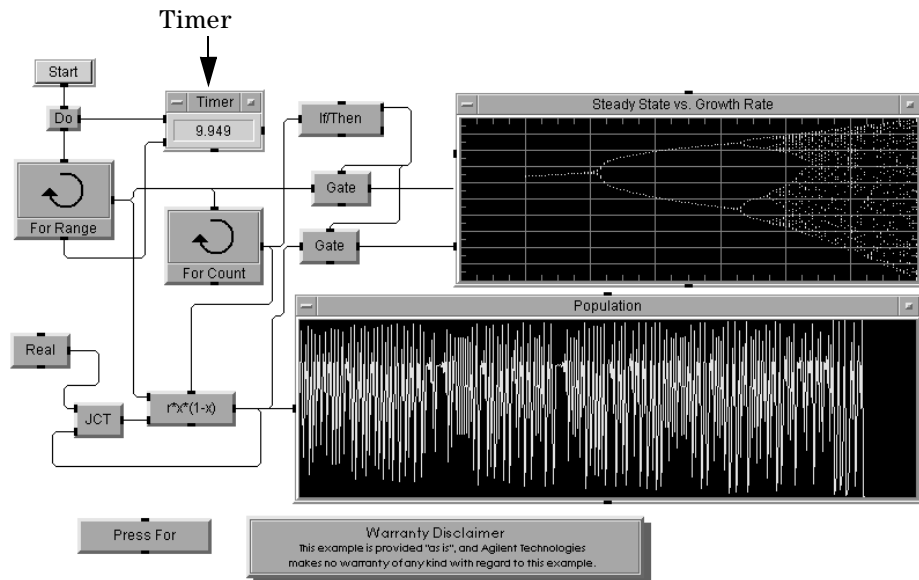 Timer
Start
Do
Timer
9.949
For Range
For Count
If/Then
Gate
Gate
Steady State vs. Growth Rate
Population
Real
JCT
r*x*(1-x)
Press For
Warranty Disclaimer
This example is provided "as is", and Agilent Technologies
makes no warranty of any kind with regard to this example.